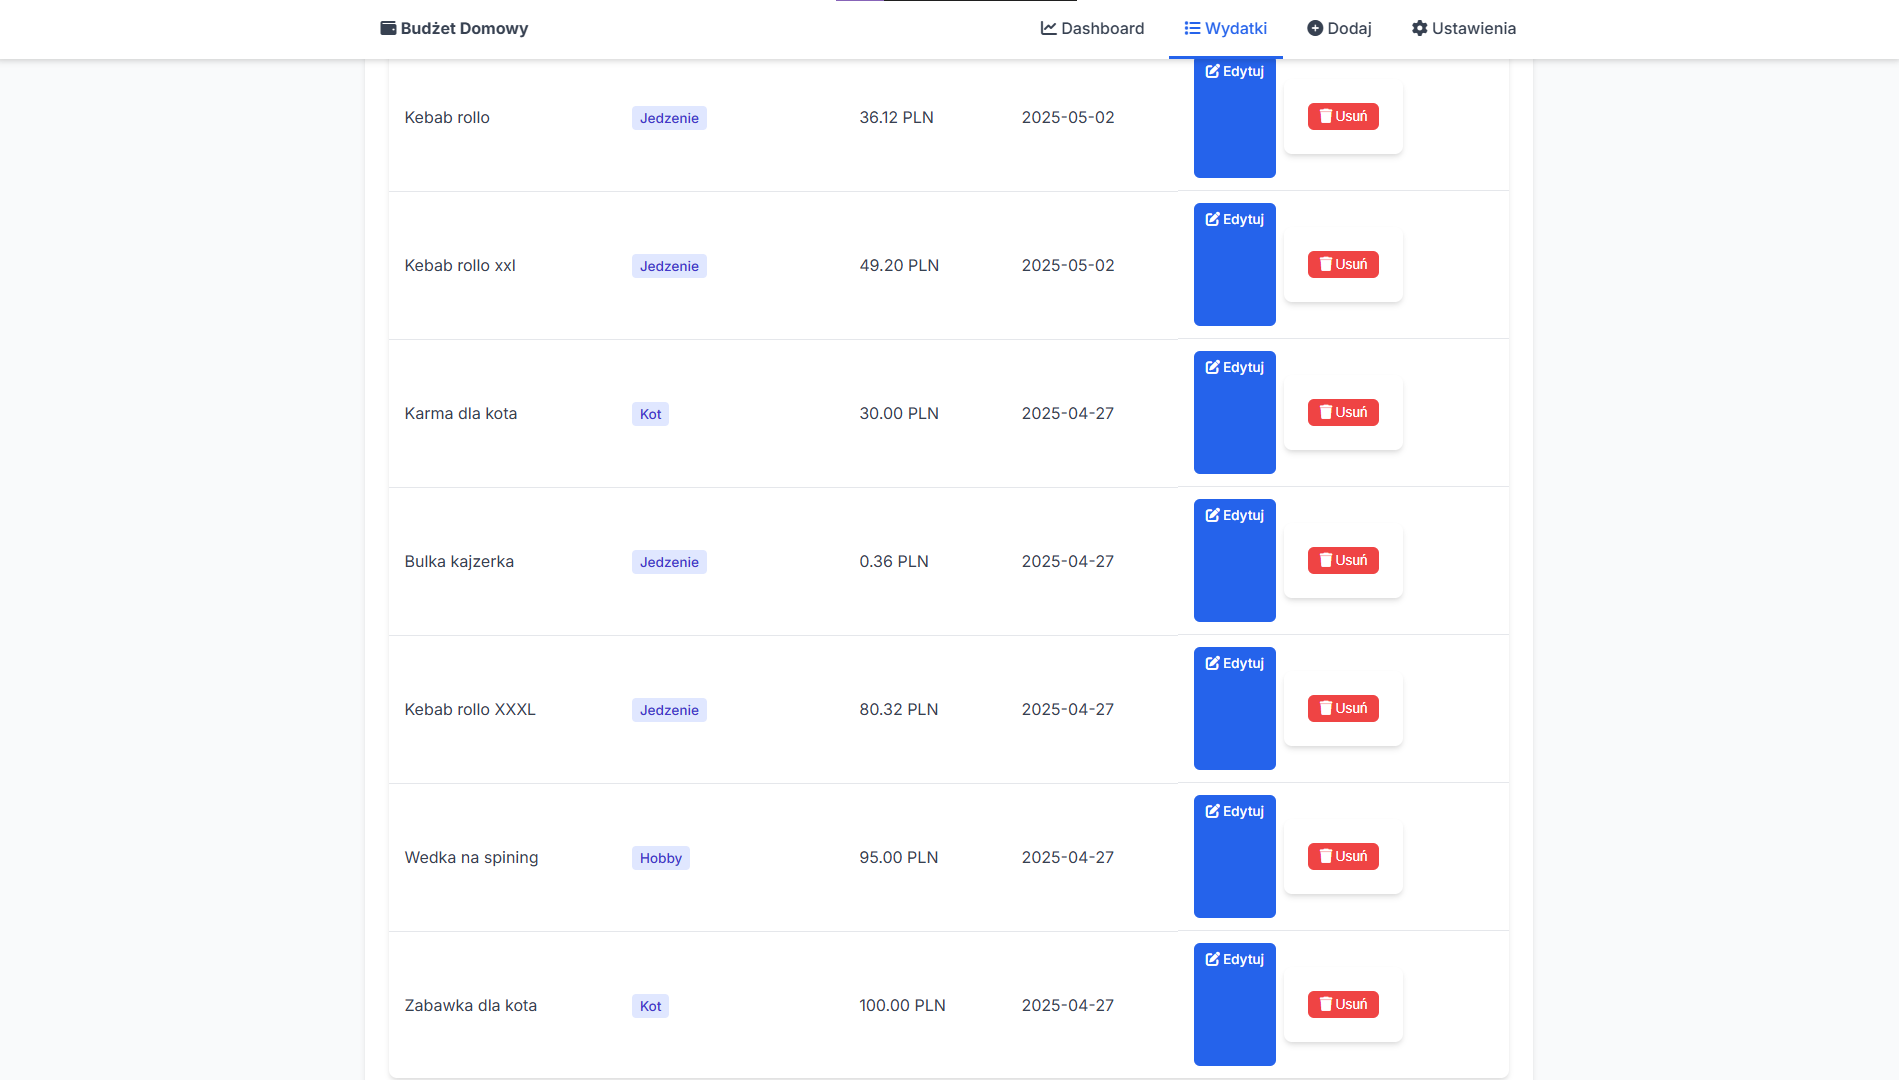 Budżet Domowy Dashboard Wydatki Dodaj Ustawienia
Edytuj
Kebab rollo Jedzenie 36.12 PLN 2025-05-02 Usuń
Edytuj
Kebab rollo xxl Jedzenie 49.20 PLN 2025-05-02 Usuń
Edytuj
Karma dla kota Kot 30.00 PLN 2025-04-27 Usuń
Edytuj
Bulka kajzerka Jedzenie 0.36 PLN 2025-04-27 Usuń
Edytuj
Kebab rollo XXXL Jedzenie 80.32 PLN 2025-04-27 Usuń
Edytuj
Wedka na spining Hobby 95.00 PLN 2025-04-27 Usuń
Edytuj
Zabawka dla kota Kot 100.00 PLN 2025-04-27 Usuń